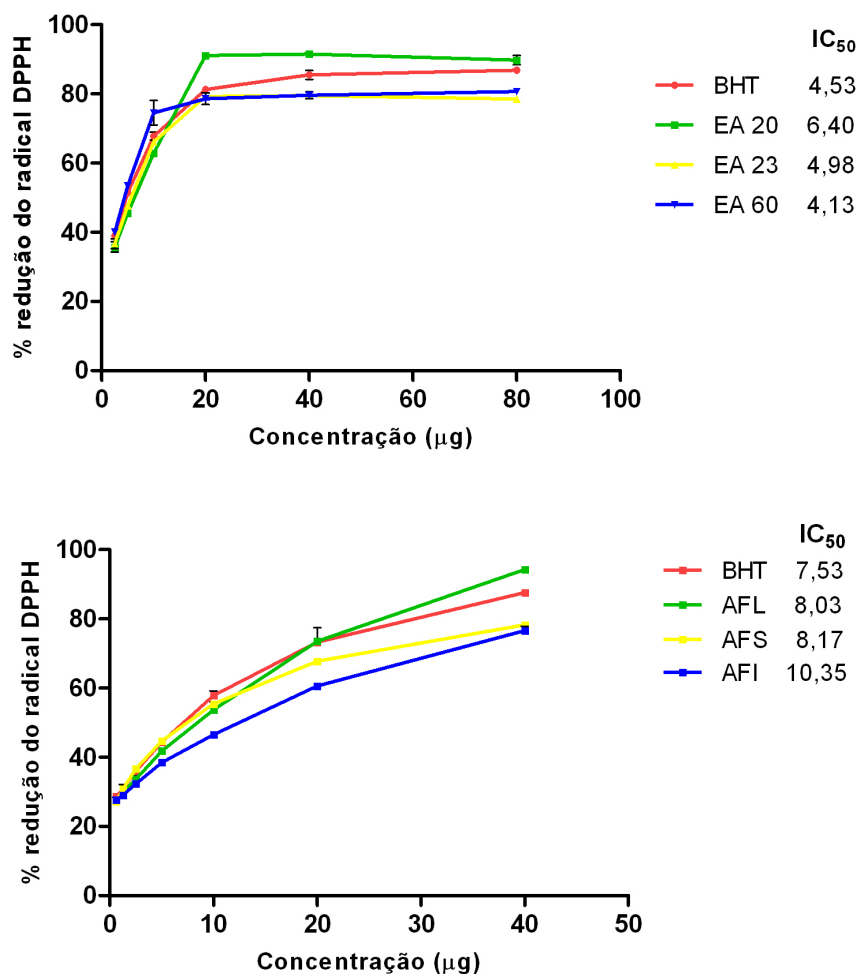 IC50
BHT 4,53
EA 20 6,40
EA 23 4,98
EA 60 4,13
% redução do radical DPPH
100
80
60
40
20
0
0 20 40 60 80 100
Concentração (µg)
IC50
BHT 7,53
AFL 8,03
AFS 8,17
AFI 10,35
% redução do radical DPPH
100
80
60
40
20
0
0 10 20 30 40 50
Concentração (µg)